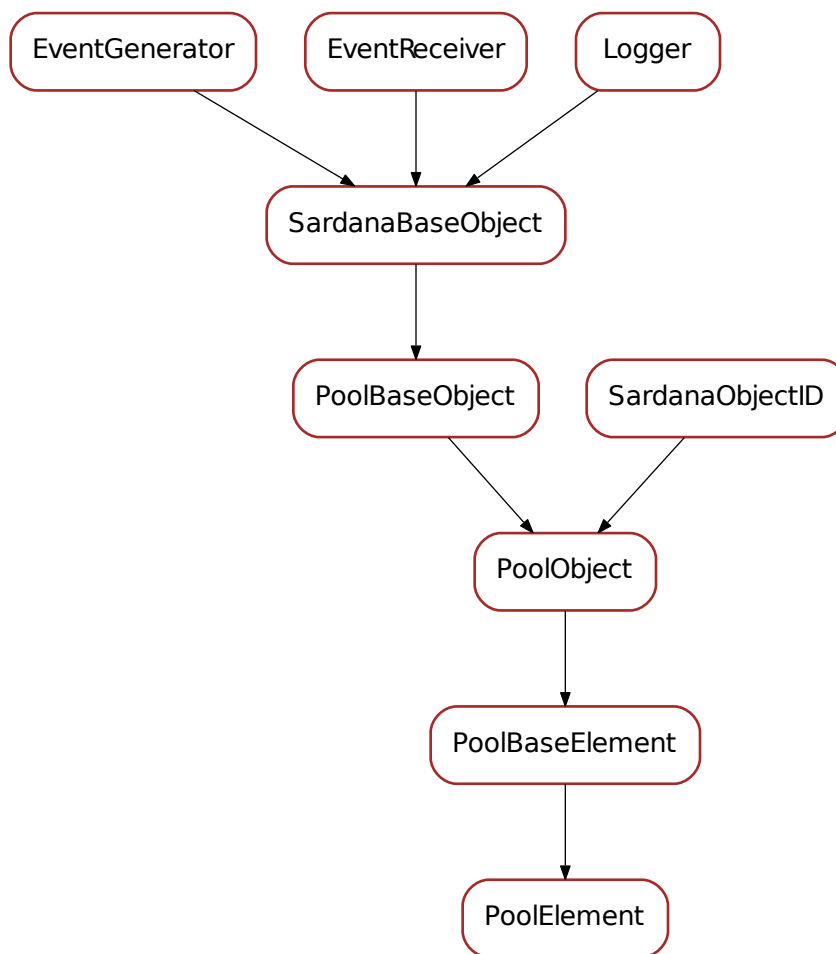 EventGenerator
EventReceiver
Logger
SardanaBaseObject
PoolBaseObject
SardanaObjectID
PoolObject
PoolBaseElement
PoolElement